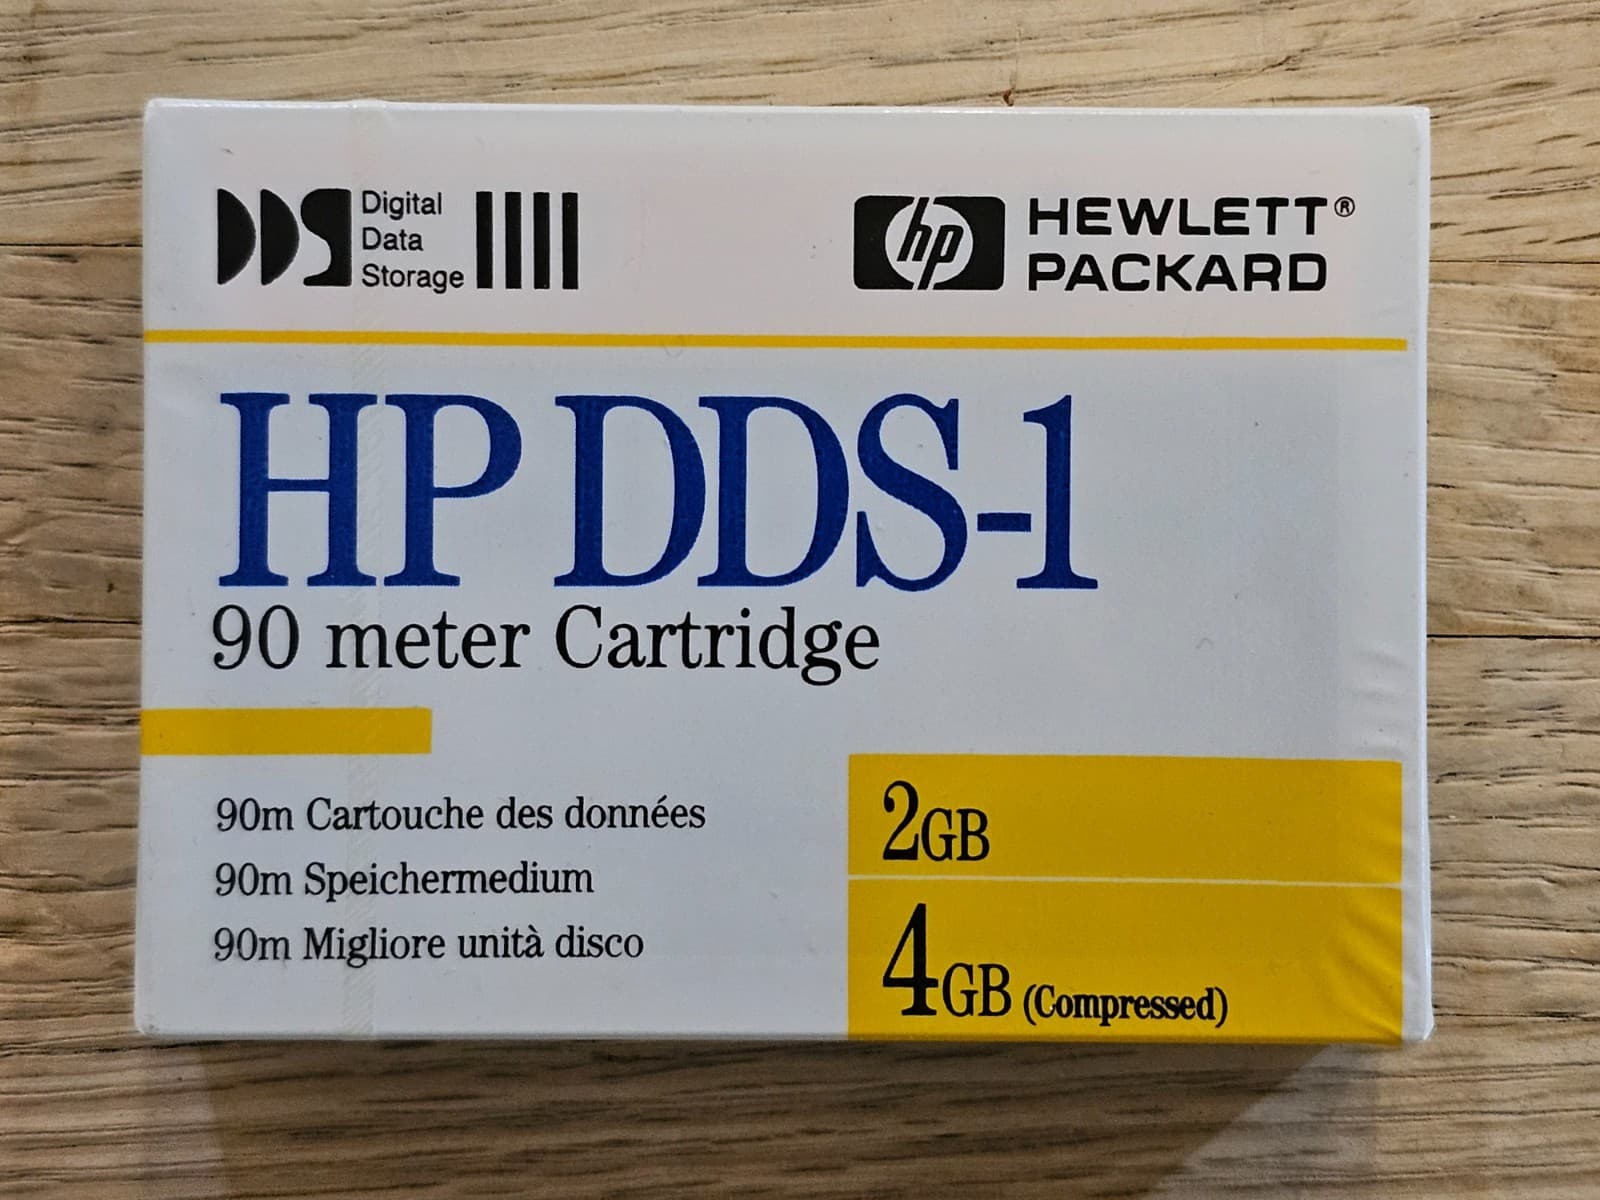 DDS Digital
Data
Storage
hp HEWLETT®
PACKARD
HP DDS-1
90 meter Cartridge
90m Cartouche des données
90m Speichermedium
90m Migliore unità disco
2GB
4GB (Compressed)